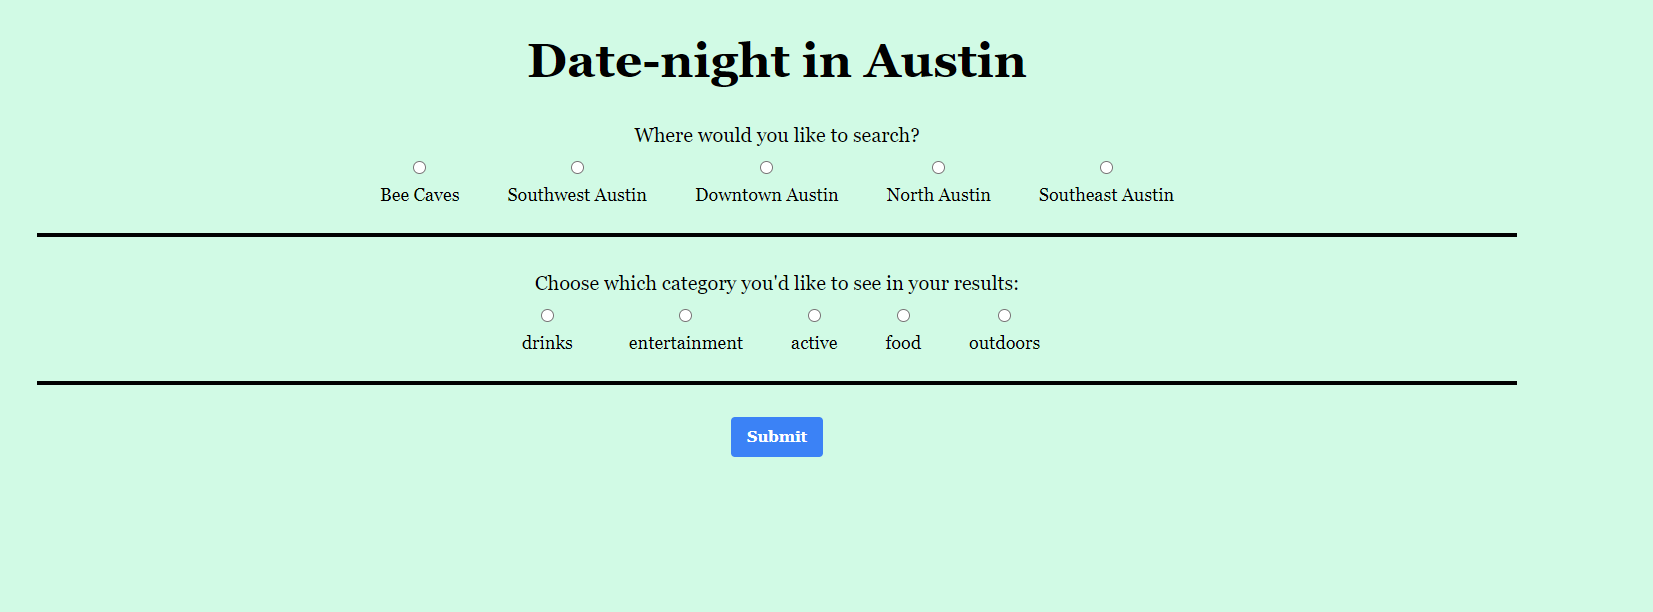 Date-night in Austin
Where would you like to search?
Bee Caves Southwest Austin Downtown Austin North Austin Southeast Austin
Choose which category you'd like to see in your results:
drinks entertainment active food outdoors
Submit